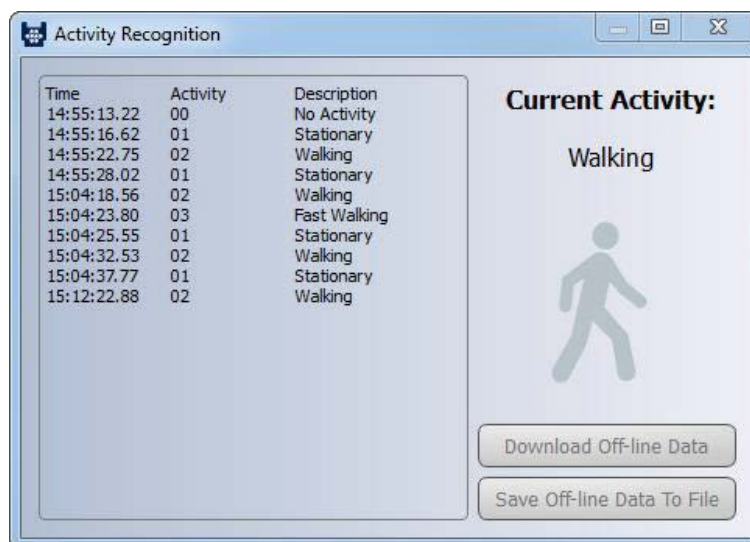 Activity Recognition
Time Activity Description
14:55:13.22 00 No Activity
14:55:16.62 01 Stationary
14:55:22.75 02 Walking
14:55:28.02 01 Stationary
15:04:18.56 02 Walking
15:04:23.80 03 Fast Walking
15:04:25.55 01 Stationary
15:04:32.53 02 Walking
15:04:37.77 01 Stationary
15:12:22.88 02 Walking
Current Activity:
Walking
Download Off-line Data
Save Off-line Data To File